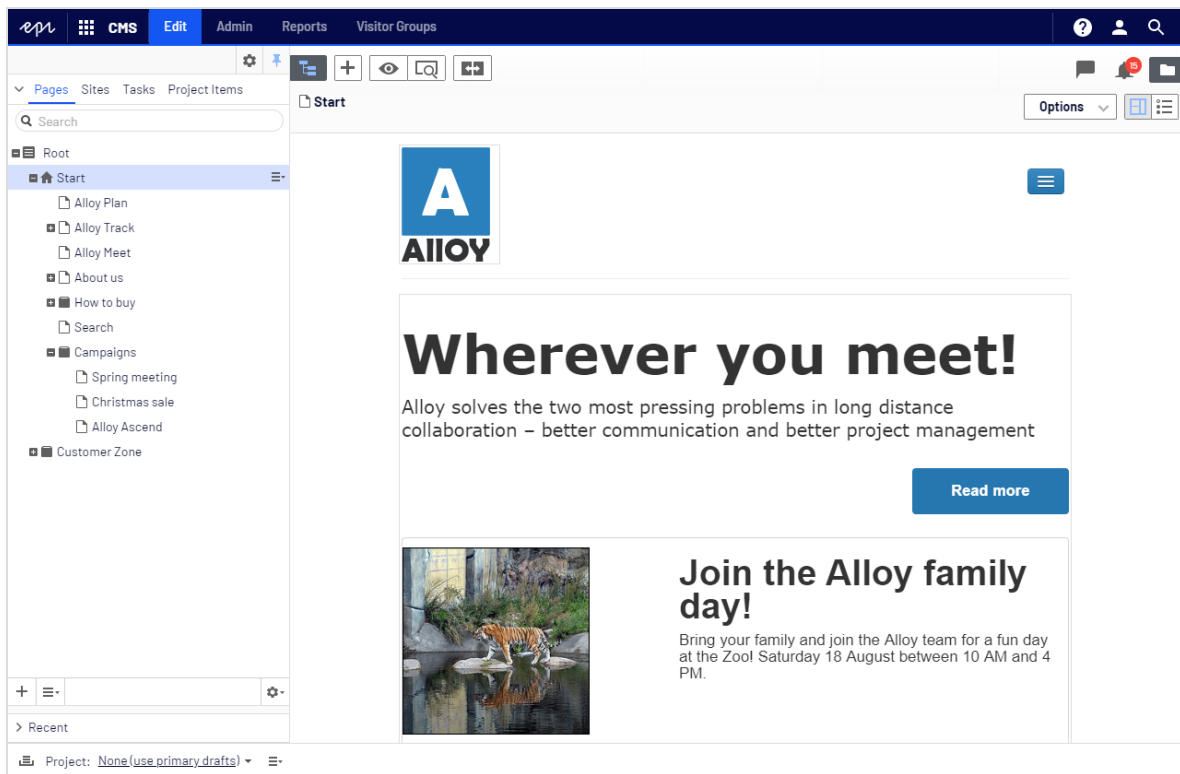 epi CMS Edit Admin Reports Visitor Groups
15
Pages Sites Tasks Project Items
Search
Start
Options
Root
Start
Alloy Plan
Alloy Track
Alloy Meet
About us
How to buy
Search
Campaigns
Spring meeting
Christmas sale
Alloy Ascend
Customer Zone
Recent
Project: None (use primary drafts)
A
AllOY
Wherever you meet!
Alloy solves the two most pressing problems in long distance
collaboration – better communication and better project management
Read more
Join the Alloy family
day!
Bring your family and join the Alloy team for a fun day
at the Zoo! Saturday 18 August between 10 AM and 4
PM.